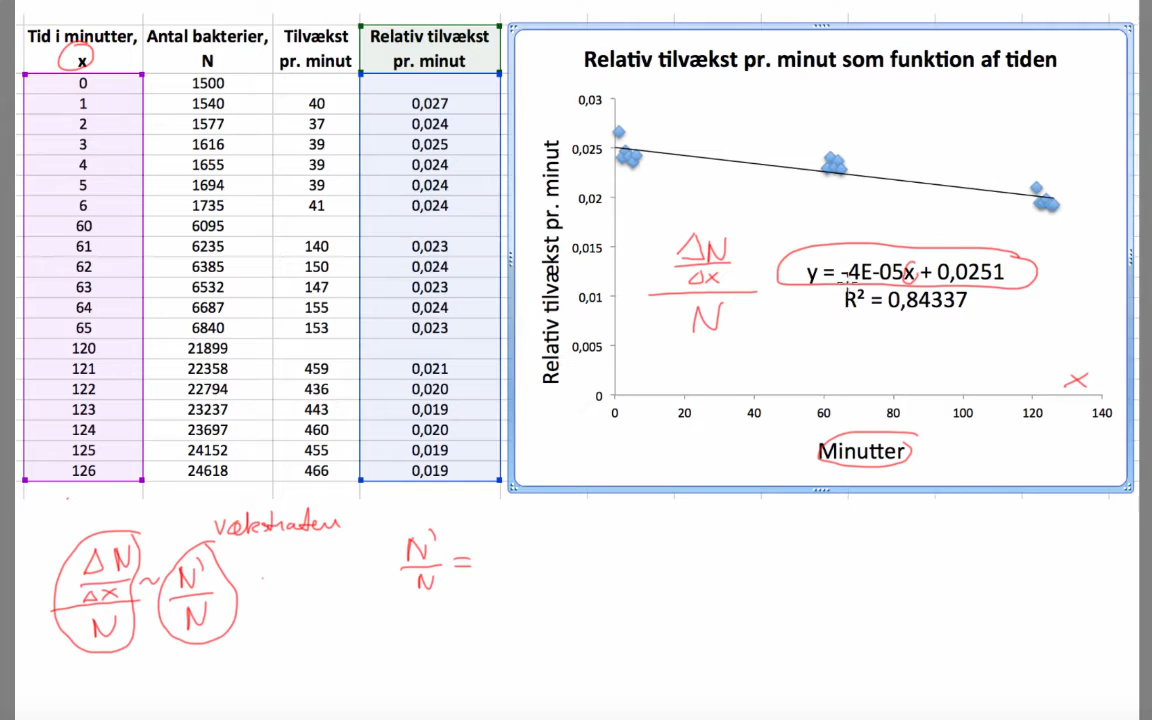 Tid i minutter, Antal bakterier, Tilvækst Relativ tilvækst
x N pr. minut pr. minut
0 1500
1 1540 40 0,027
2 1577 37 0,024
3 1616 39 0,025
4 1655 39 0,024
5 1694 39 0,024
6 1735 41 0,024
60 6095
61 6235 140 0,023
62 6385 150 0,024
63 6532 147 0,023
64 6687 155 0,024
65 6840 153 0,023
120 21899
121 22358 459 0,021
122 22794 436 0,020
123 23237 443 0,019
124 23697 460 0,020
125 24152 455 0,019
126 24618 466 0,019
Relativ tilvækst pr. minut som funktion af tiden
Relativ tilvækst pr. minut
0,03
0,025
0,02
0,015
0,01
0,005
0
ΔN
Δx
N
y = -4E-05x + 0,0251
R² = 0,84337
x
0 20 40 60 80 100 120 140
Minutter
vækstraten
ΔN
Δx
N
~
N'
N
N'
N
=